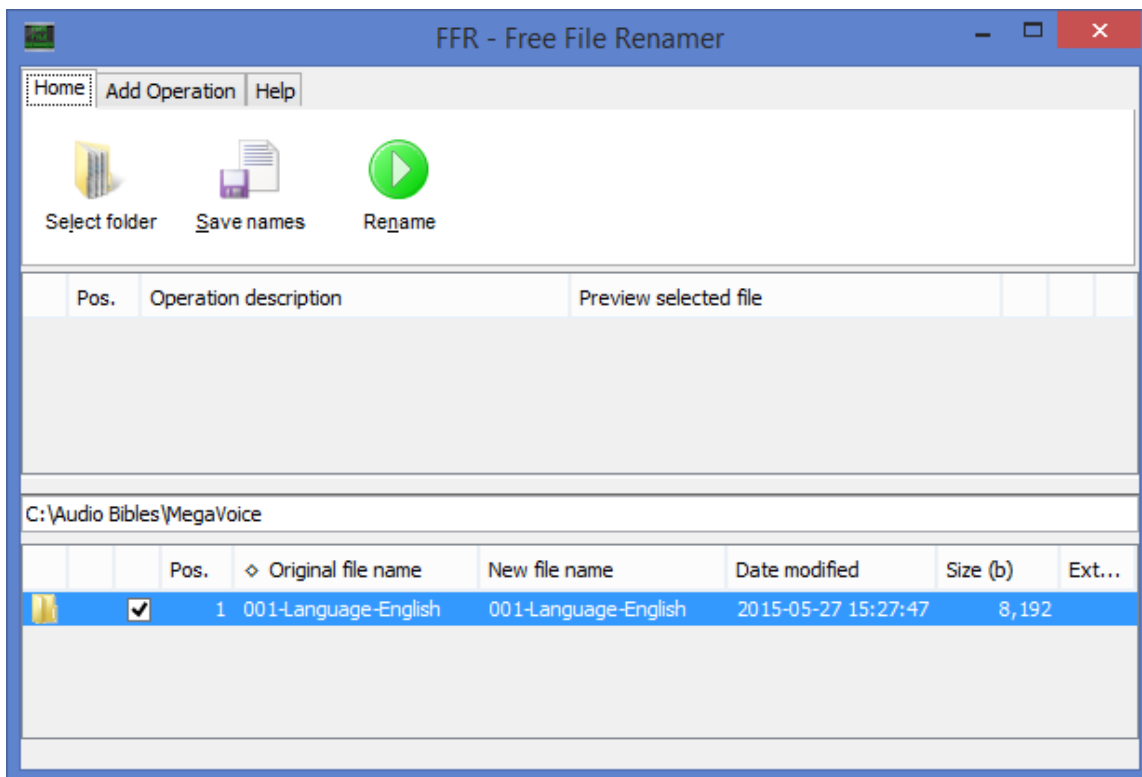 FFR - Free File Renamer
Home Add Operation Help
Select folder Save names Rename
Pos. Operation description Preview selected file
C:\Audio Bibles\MegaVoice
Pos. Original file name New file name Date modified Size (b) Ext...
1 001-Language-English 001-Language-English 2015-05-27 15:27:47 8,192